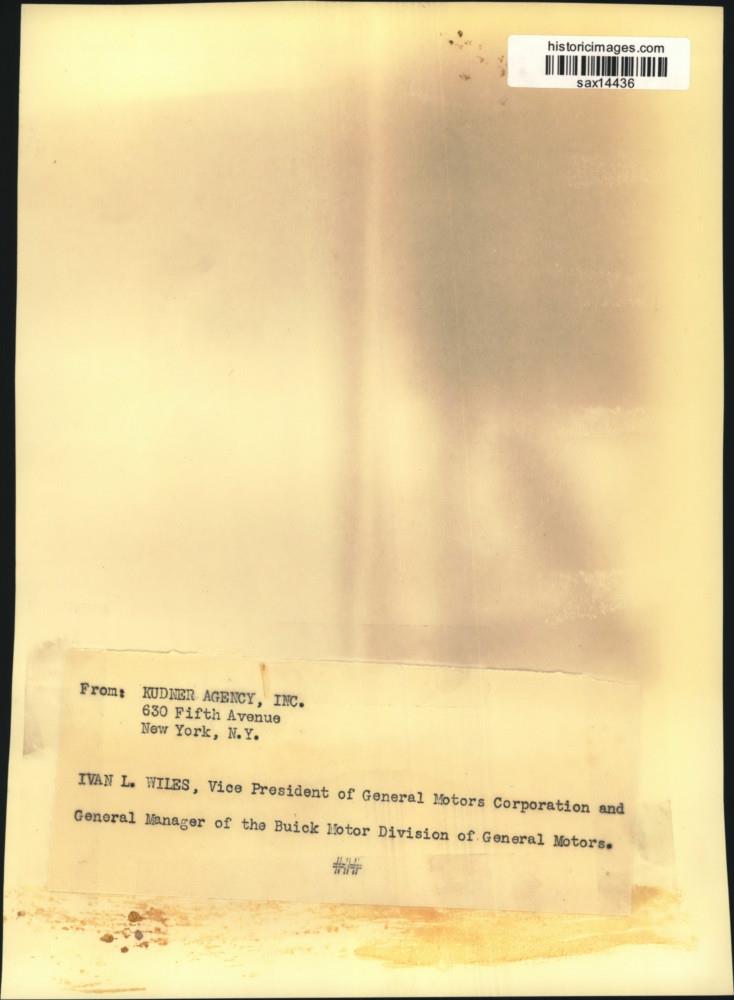 historicimages.com
sax14436
From: KUDNER AGENCY, INC.
630 Fifth Avenue
New York, N.Y.
IVAN L. WILES, Vice President of General Motors Corporation and
General Manager of the Buick Motor Division of General Motors.
###